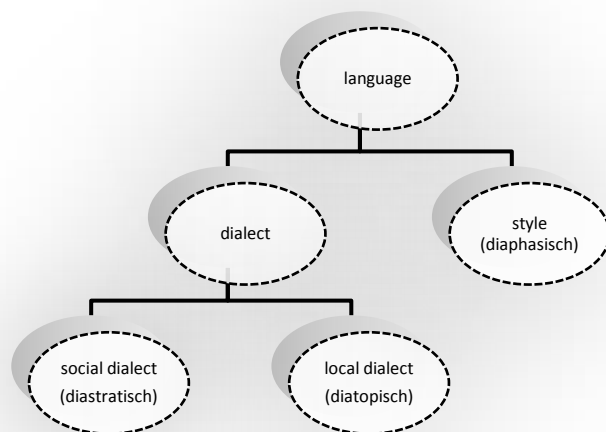 language
dialect
style
(diaphasisch)
social dialect
(diastratisch)
local dialect
(diatopisch)